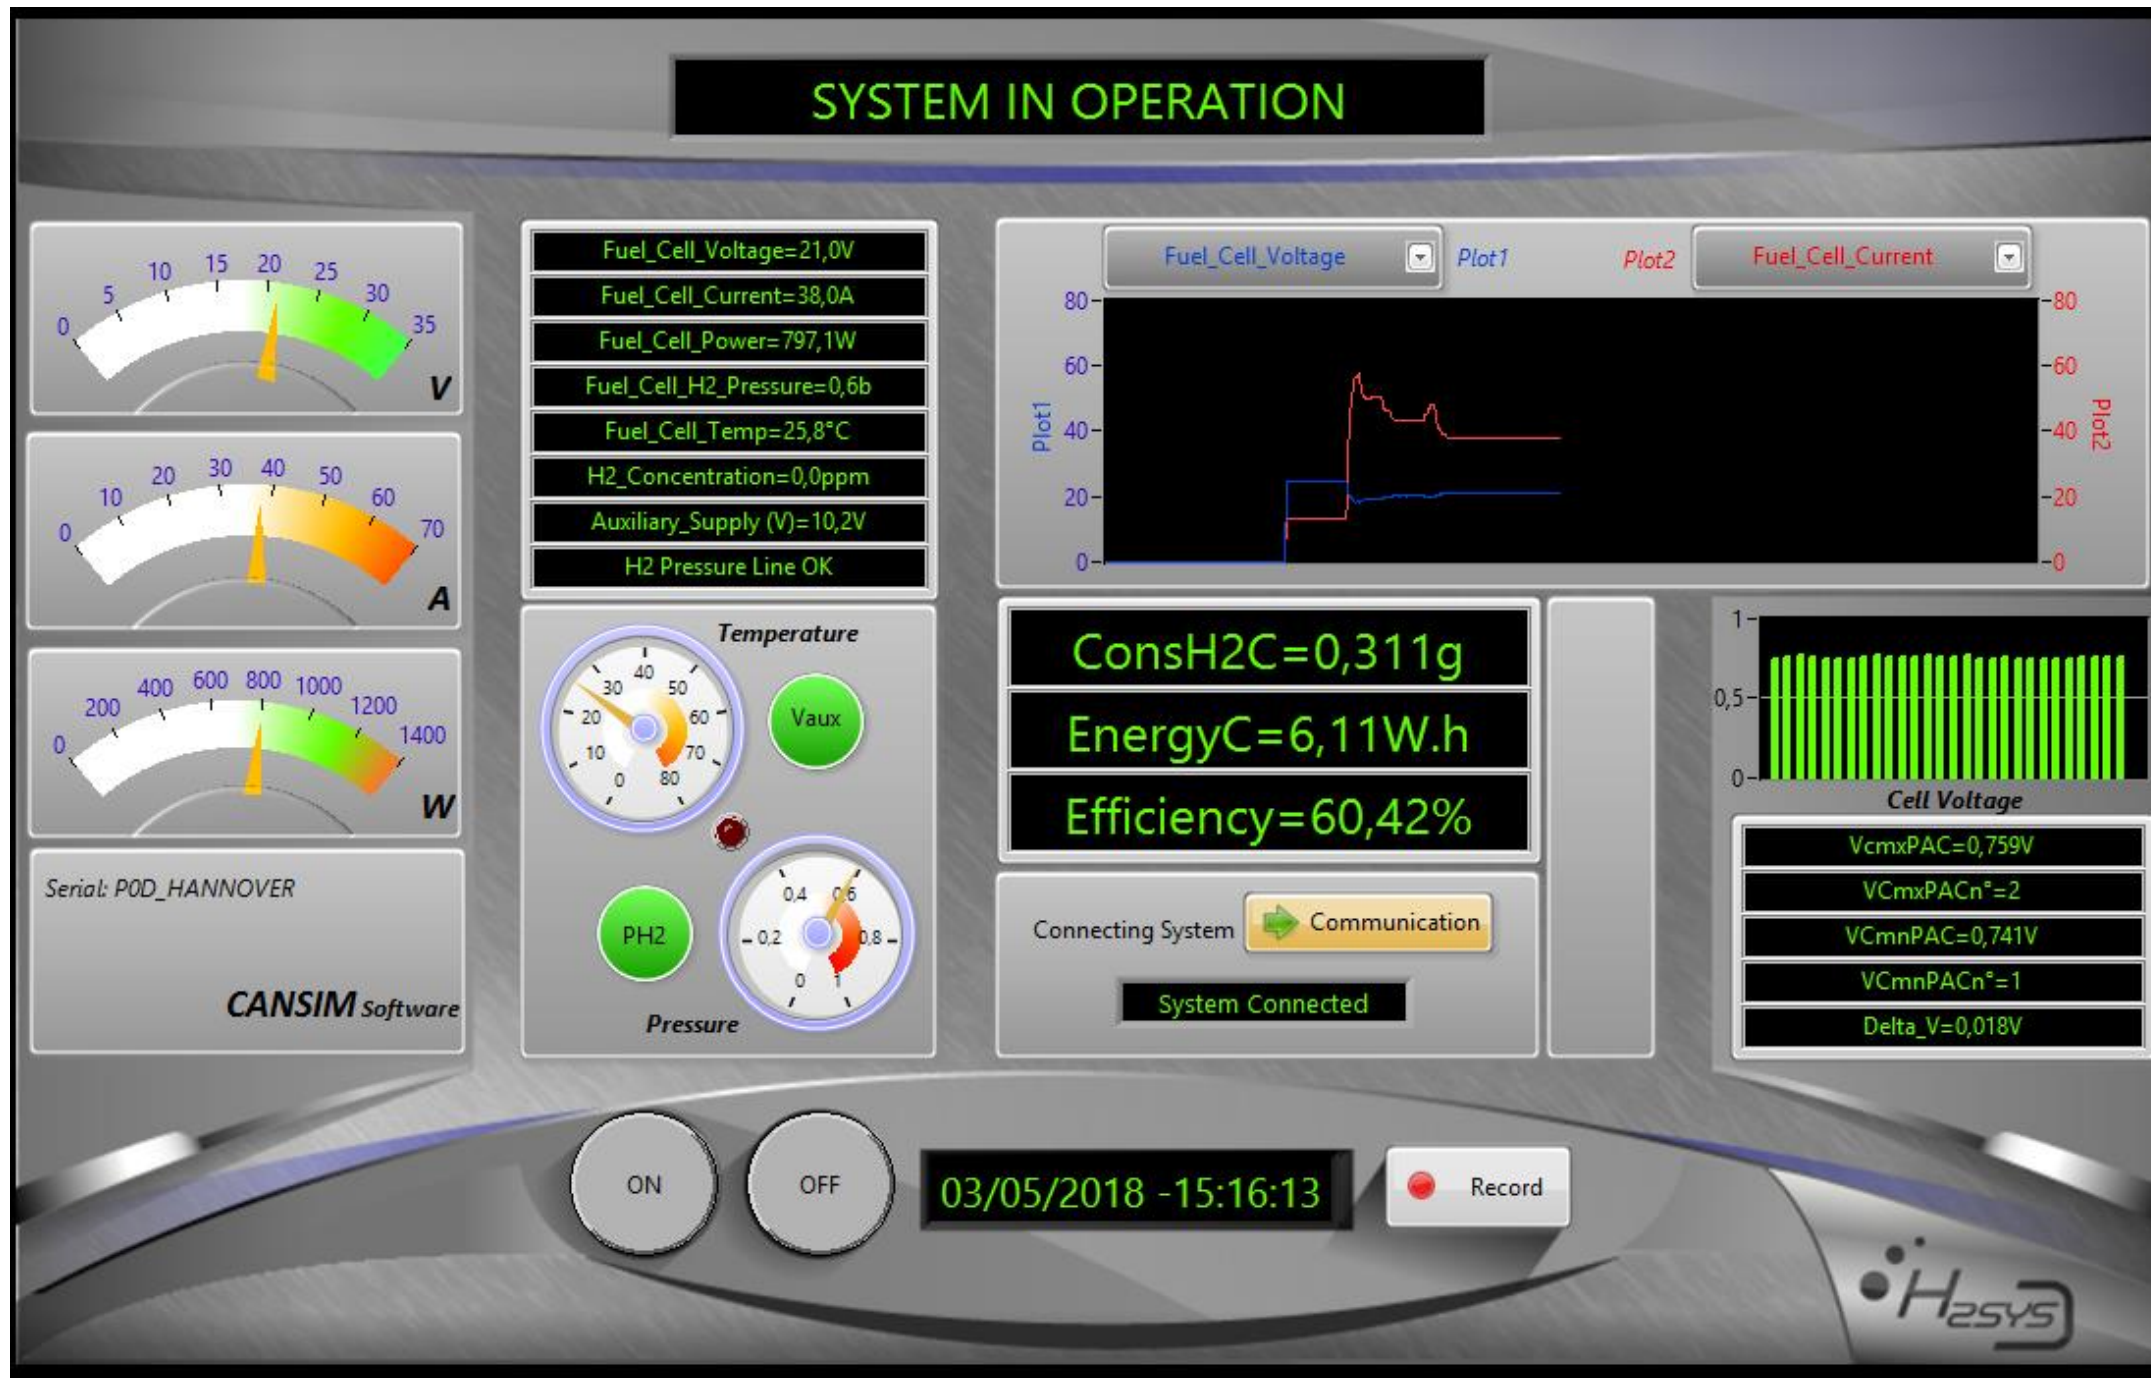 SYSTEM IN OPERATION
0 5 10 15 20 25 30 35
V
0 10 20 30 40 50 60 70
A
0 200 400 600 800 1000 1200 1400
W
Serial: P0D_HANNOVER
CANSIM Software
Fuel_Cell_Voltage=21,0V
Fuel_Cell_Current=38,0A
Fuel_Cell_Power=797,1W
Fuel_Cell_H2_Pressure=0,6b
Fuel_Cell_Temp=25,8°C
H2_Concentration=0,0ppm
Auxiliary_Supply (V)=10,2V
H2 Pressure Line OK
Temperature
0 10 20 30 40 50 60 70 80
Vaux
PH2
0 0,2 0,4 0,6 0,8 1
Pressure
Fuel_Cell_Voltage Plot1 Plot2 Fuel_Cell_Current
Plot1
80
60
40
20
0
80
60
40
20
0
Plot2
ConsH2C=0,311g
EnergyC=6,11W.h
Efficiency=60,42%
Connecting System Communication
System Connected
1
0,5
0
Cell Voltage
VcmxPAC=0,759V
VCmxPACn°=2
VCmnPAC=0,741V
VCmnPACn°=1
Delta_V=0,018V
ON OFF 03/05/2018 -15:16:13 Record
H2SYS